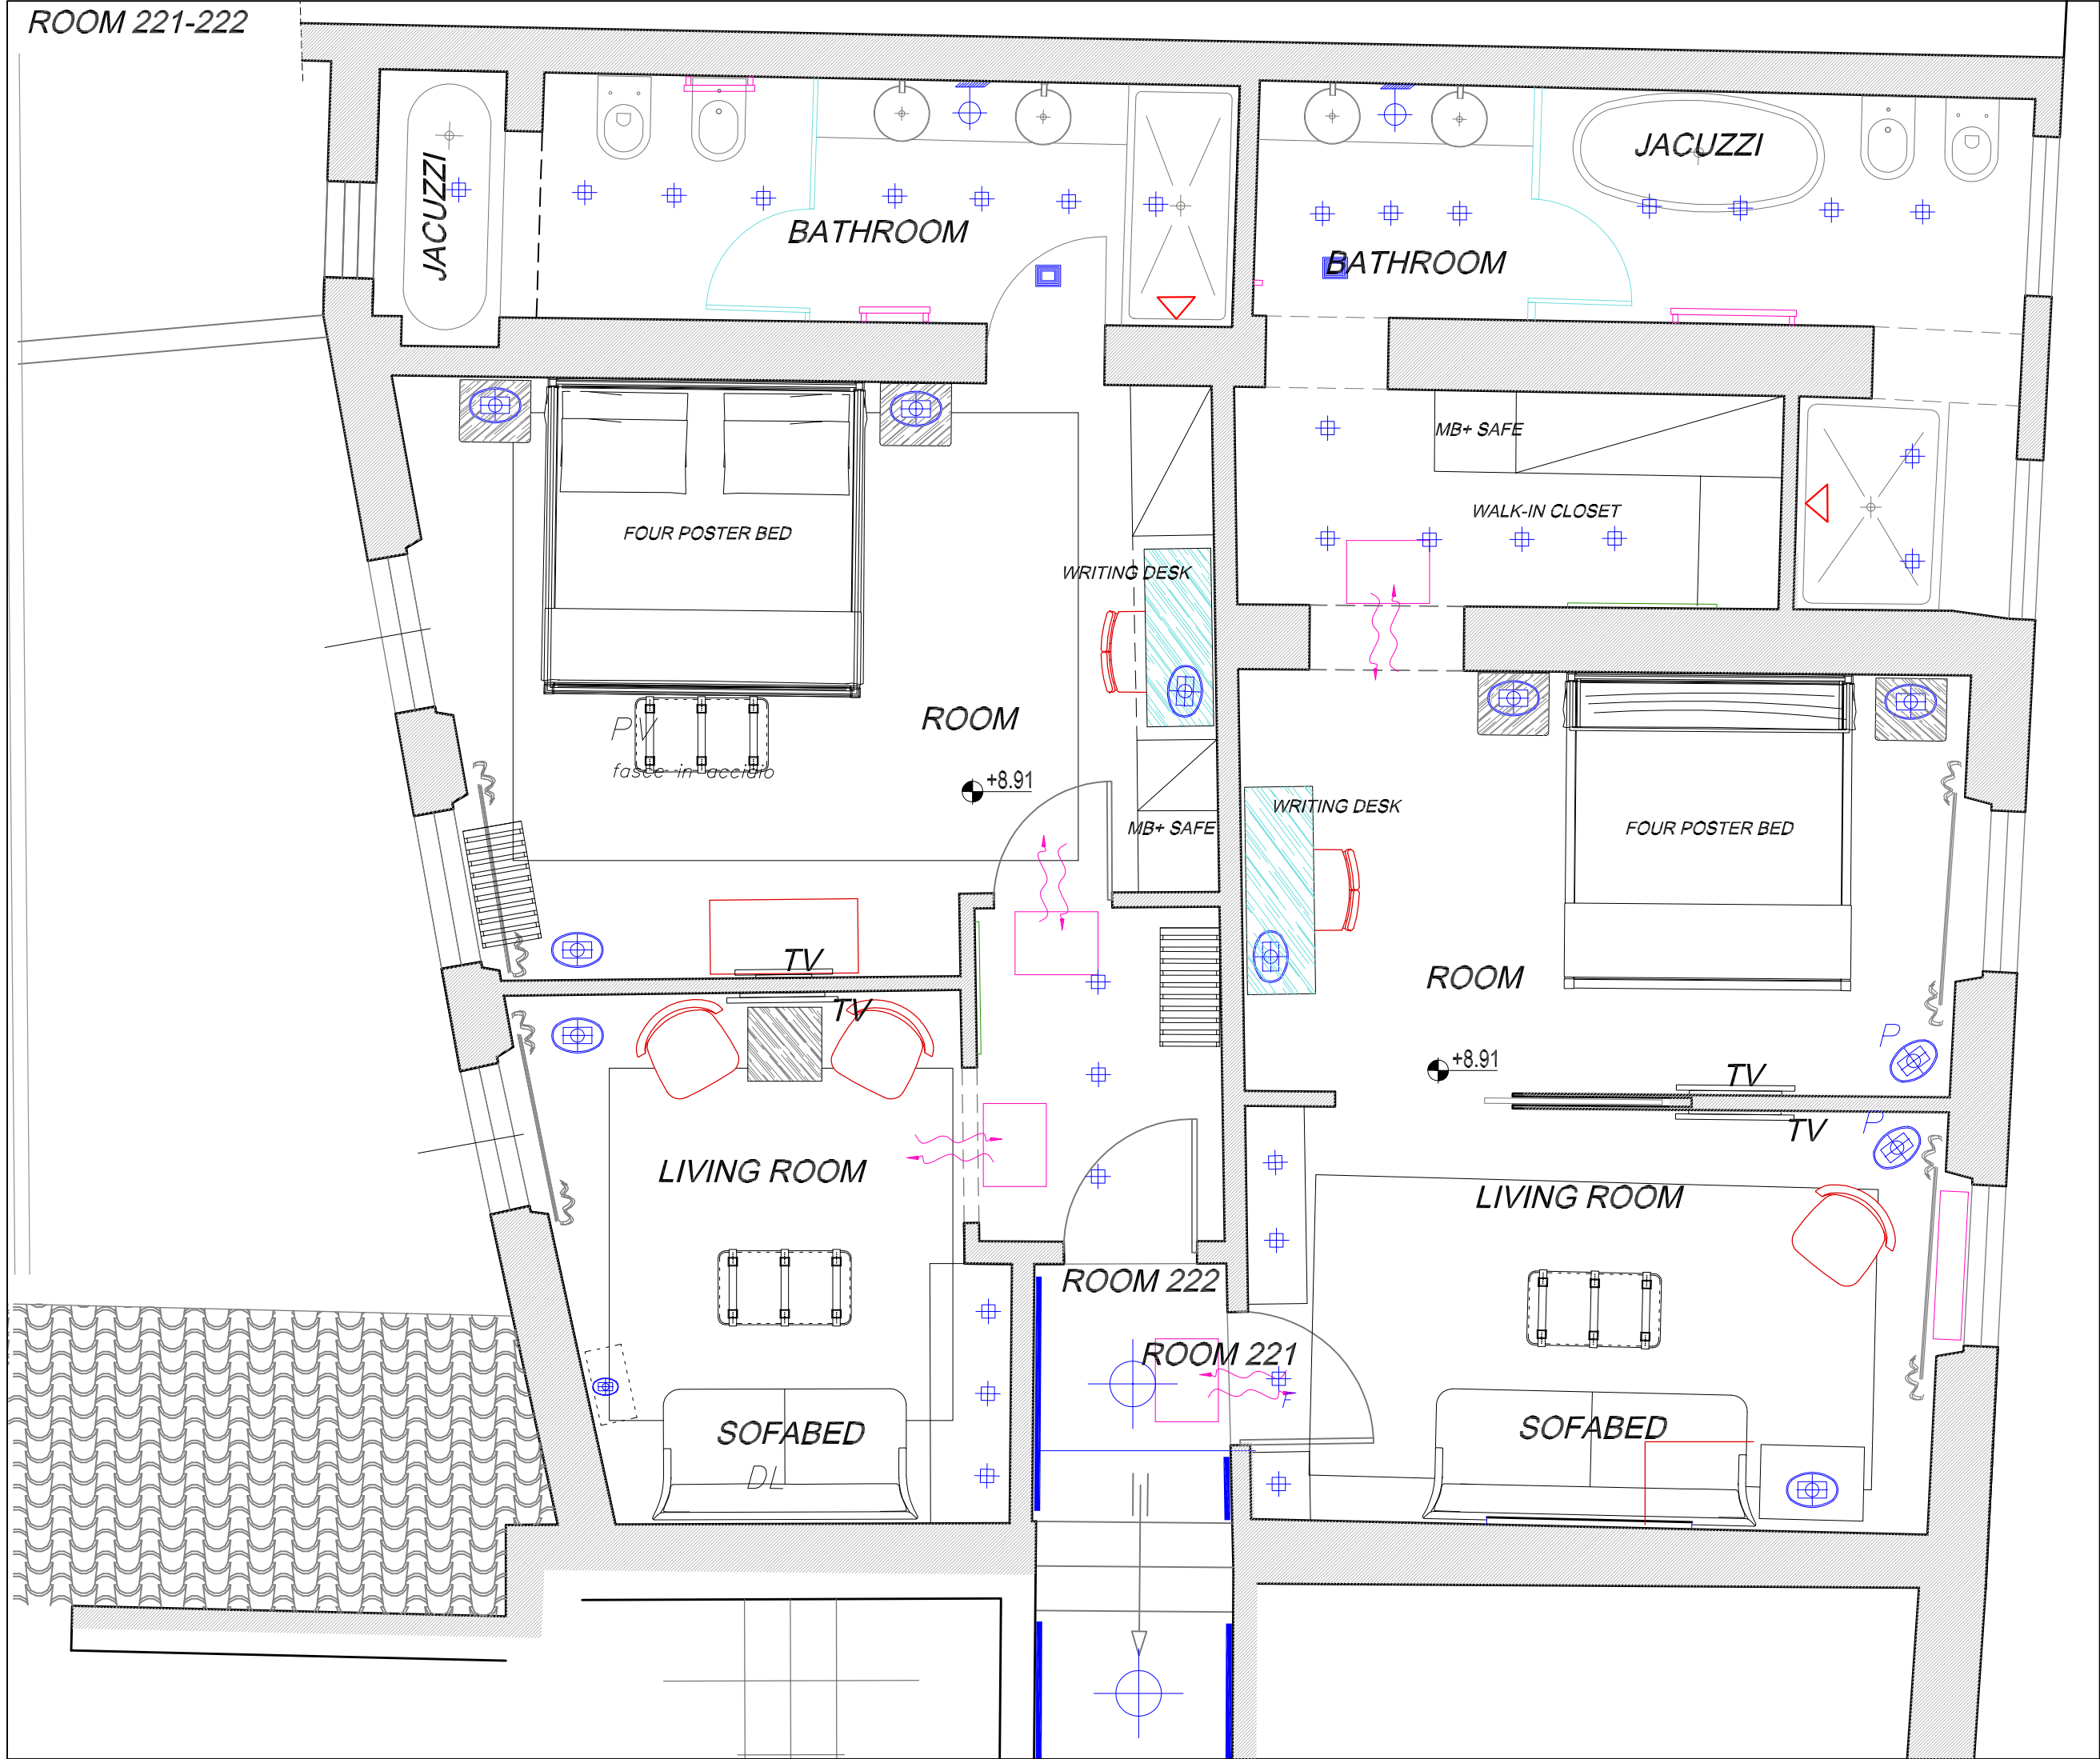 ROOM 221-222
JACUZZI
JACUZZI
BATHROOM
BATHROOM
MB+ SAFE
WALK-IN CLOSET
FOUR POSTER BED
WRITING DESK
PV
fasce in acciaio
ROOM
+8.91
MB+ SAFE
WRITING DESK
FOUR POSTER BED
TV
TV
ROOM
+8.91
P
TV
P
TV
LIVING ROOM
LIVING ROOM
ROOM 222
ROOM 221
F
SOFABED
DL
SOFABED